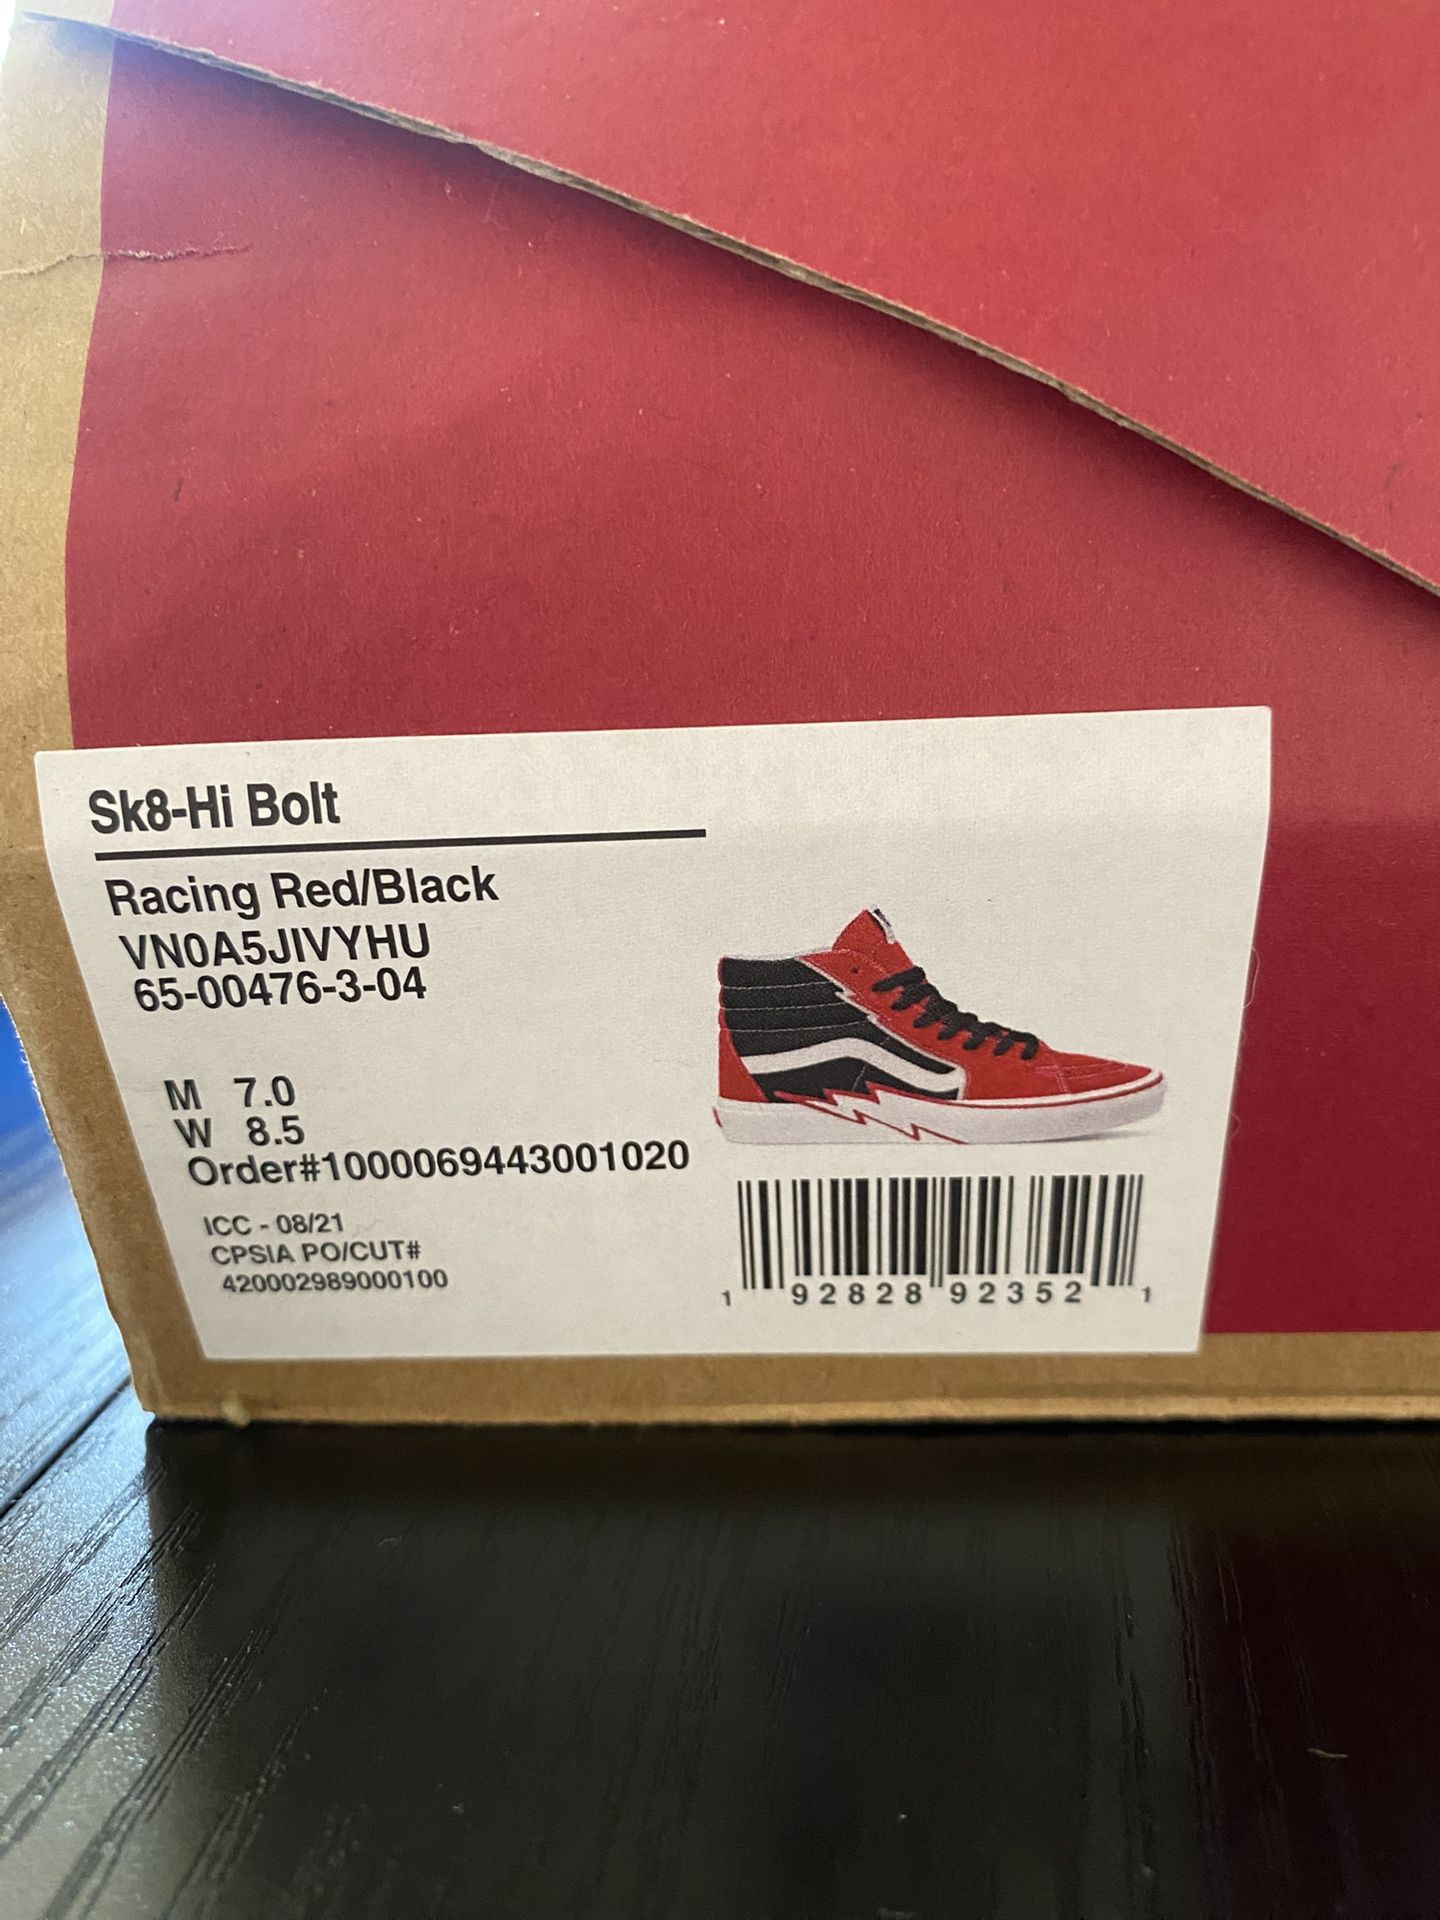 Sk8-Hi Bolt
Racing Red/Black
VN0A5JIVYHU
65-00476-3-04
M 7.0
W 8.5
Order#1000069443001020
ICC - 08/21
CPSIA PO/CUT#
420002989000100
1 92828 92352 1